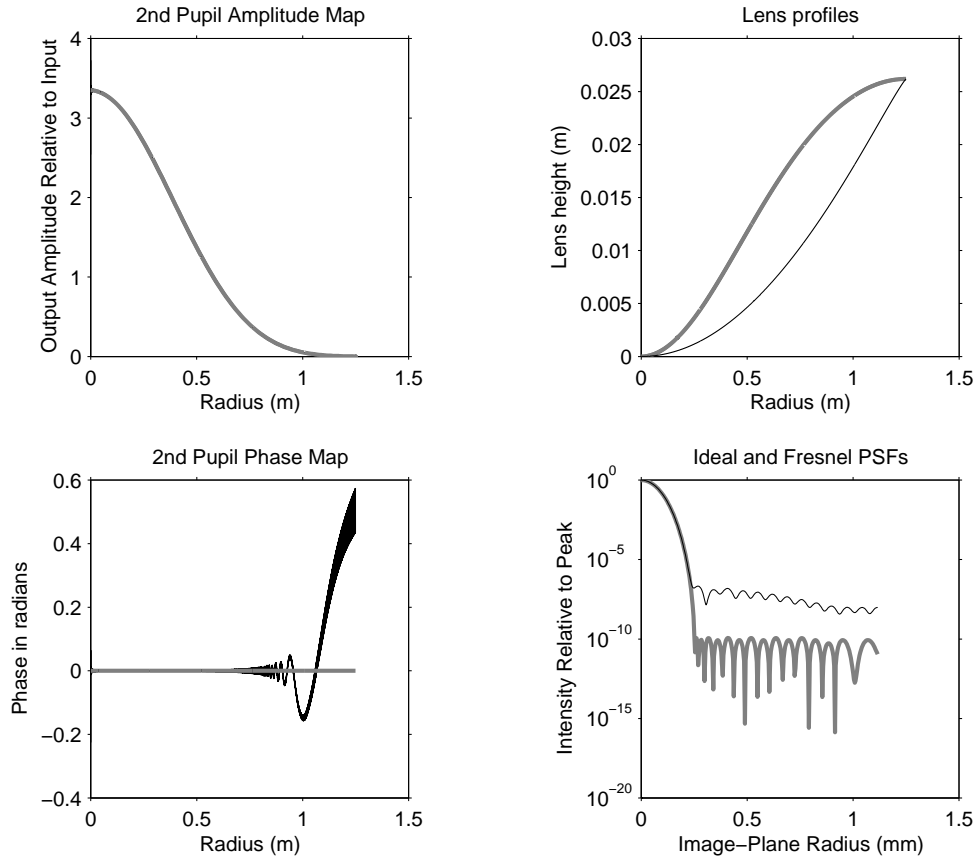 2nd Pupil Amplitude Map
Output Amplitude Relative to Input
4
3
2
1
0
0 0.5 1 1.5
Radius (m)
Lens profiles
Lens height (m)
0.03
0.025
0.02
0.015
0.01
0.005
0
0 0.5 1 1.5
Radius (m)
2nd Pupil Phase Map
Phase in radians
0.6
0.4
0.2
0
−0.2
−0.4
0 0.5 1 1.5
Radius (m)
Ideal and Fresnel PSFs
Intensity Relative to Peak
10^0
10^−5
10^−10
10^−15
10^−20
0 0.5 1 1.5
Image−Plane Radius (mm)